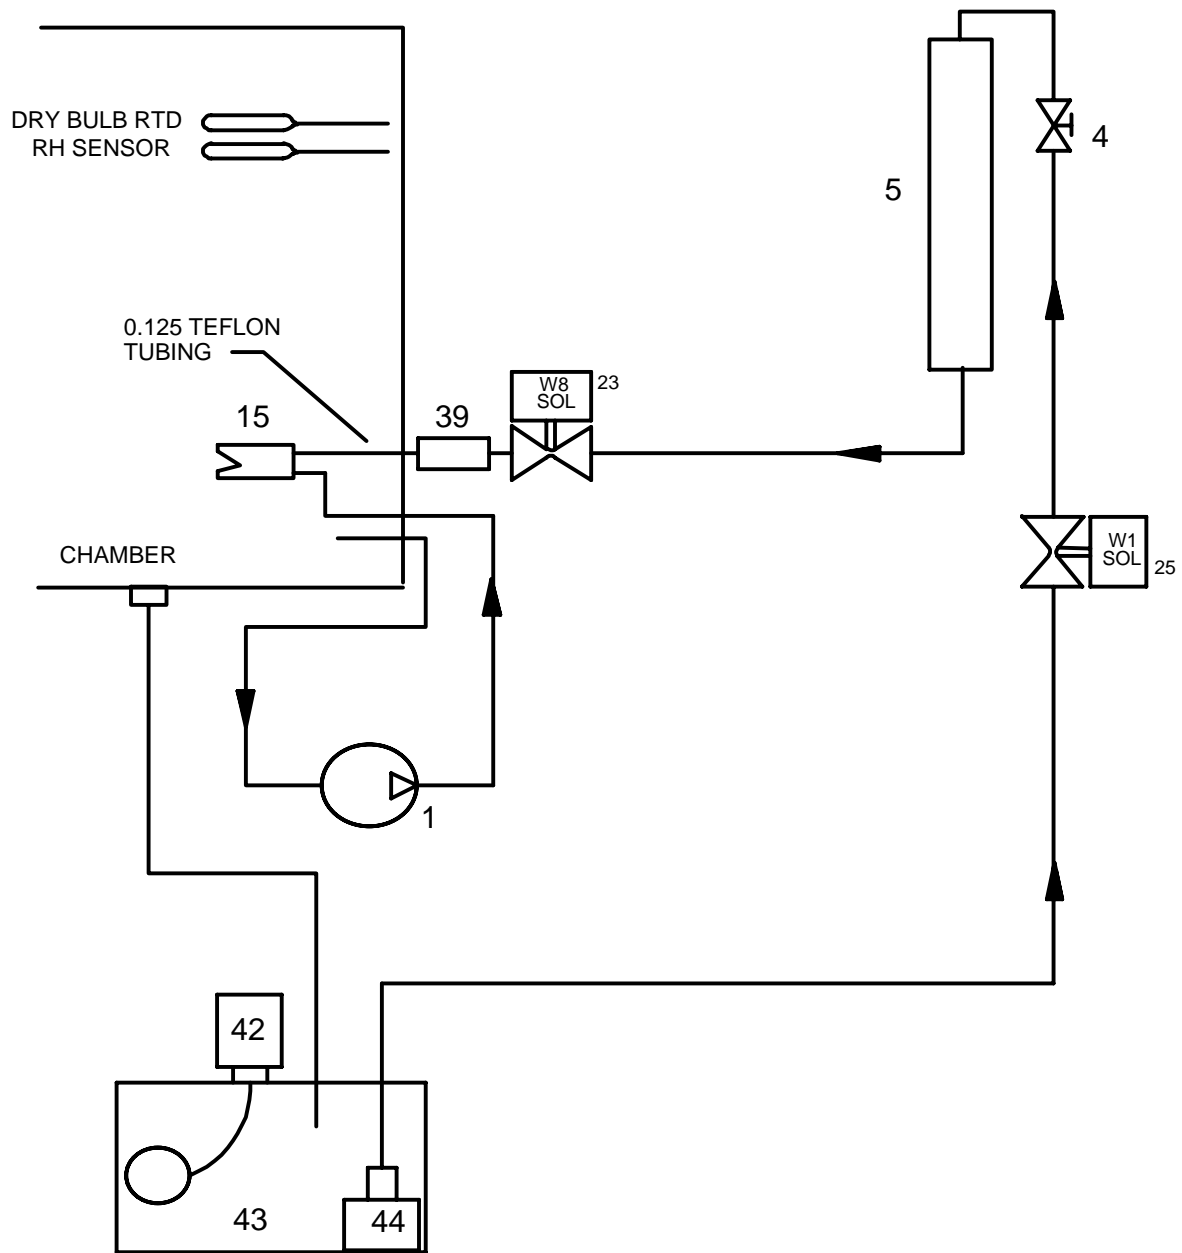 DRY BULB RTD
RH SENSOR
4
5
0.125 TEFLON
TUBING
W8
SOL
23
15
39
CHAMBER
W1
SOL
25
1
42
43
44